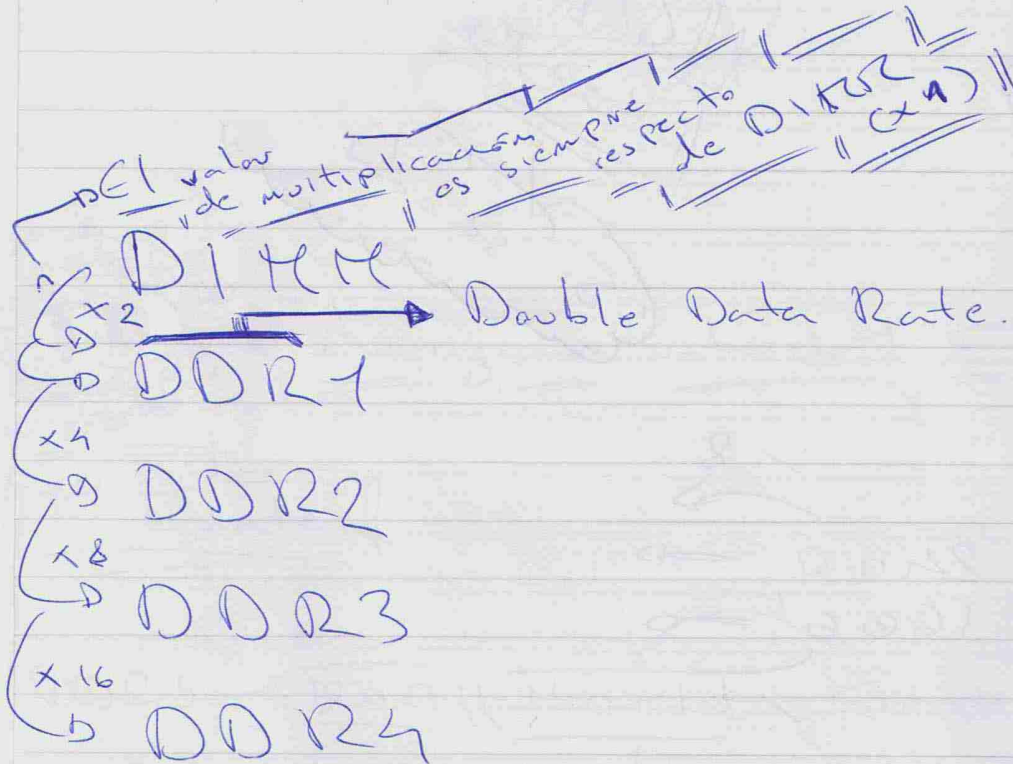 El valor
de multiplicación
es siempre
respecto
de DIMM
(x1)
DIMM
x2
Double Data Rate.
DDR1
x4
DDR2
x8
DDR3
x16
DDR4